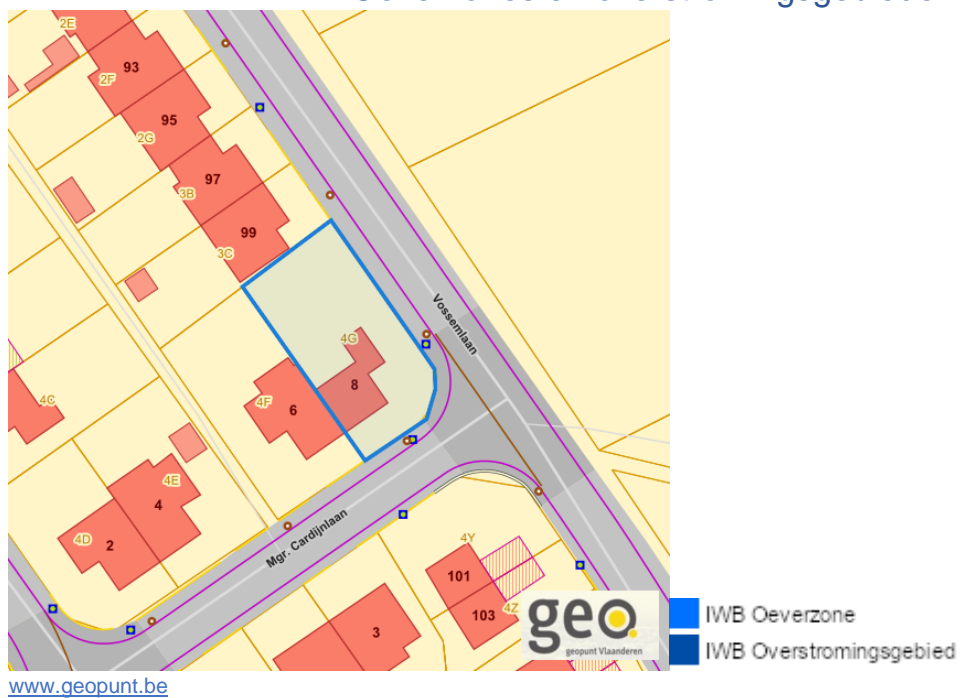 2E
93
2F
95
2G
97
3B
99
3C
Vossemlaan
4G
8
4F
6
4C
4E
4
4D
2
Mgr. Cardijnlaan
4Y
101
103
4Z
3
geo.
geopunt Vlaanderen
IWB Oeverzone
IWB Overstromingsgebied
www.geopunt.be